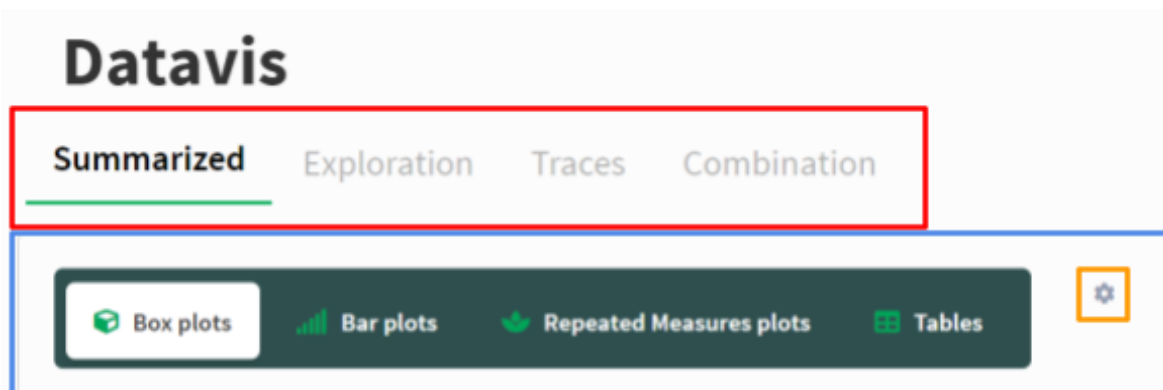 Datavis
Summarized Exploration Traces Combination
Box plots Bar plots Repeated Measures plots Tables